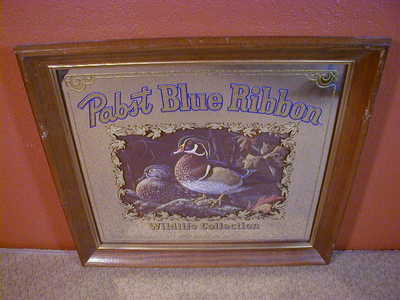 Pabst Blue Ribbon
Wildlife Collection